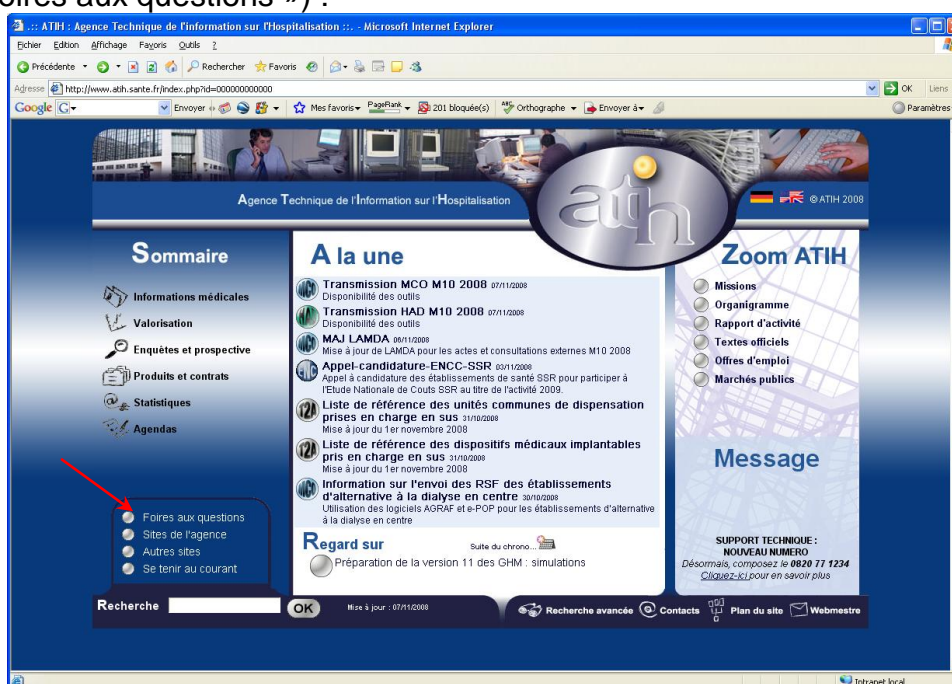 oires aux questions ») :
.:: ATIH : Agence Technique de l'information sur l'Hospitalisation ::. - Microsoft Internet Explorer
Fichier Edition Affichage Favoris Outils ?
Précédente Rechercher Favoris
Adresse http://www.atih.sante.fr/index.php?id=000000000000 OK Liens
Google G Envoyer Mes favoris PageRank 201 bloquée(s) Orthographe Envoyer à Paramètres
atih
Agence Technique de l'Information sur l'Hospitalisation
© ATIH 2008
Sommaire
Informations médicales
Valorisation
Enquêtes et prospective
Produits et contrats
Statistiques
Agendas
Foires aux questions
Sites de l'agence
Autres sites
Se tenir au courant
A la une
Transmission MCO M10 2008 07/11/2008
Disponibilité des outils
Transmission HAD M10 2008 07/11/2008
Disponibilité des outils
MAJ LAMDA 06/11/2008
Mise à jour de LAMDA pour les actes et consultations externes M10 2008
Appel-candidature-ENCC-SSR 03/11/2008
Appel à candidature des établissements de santé SSR pour participer à
l'Etude Nationale de Couts SSR au titre de l'activité 2009.
Liste de référence des unités communes de dispensation
prises en charge en sus 31/10/2008
Mise à jour du 1er novembre 2008
Liste de référence des dispositifs médicaux implantables
pris en charge en sus 31/10/2008
Mise à jour du 1er novembre 2008
Information sur l'envoi des RSF des établissements
d'alternative à la dialyse en centre 30/10/2008
Utilisation des logiciels AGRAF et e-POP pour les établissements d'alternative
à la dialyse en centre
Regard sur
Suite du chrono...
Préparation de la version 11 des GHM : simulations
Zoom ATIH
Missions
Organigramme
Rapport d'activité
Textes officiels
Offres d'emploi
Marchés publics
Message
SUPPORT TECHNIQUE :
NOUVEAU NUMERO
Désormais, composez le 0820 77 1234
Cliquez-ici pour en savoir plus
Recherche OK Mise à jour : 07/11/2008 Recherche avancée Contacts Plan du site Webmestre
Intranet local